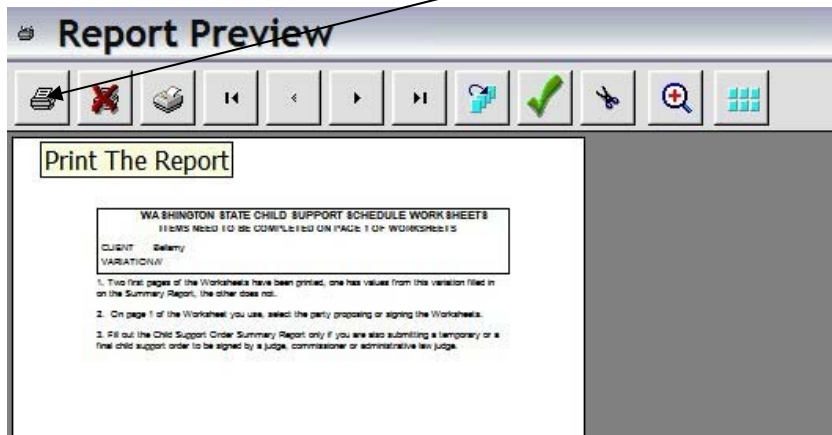 Report Preview
Print The Report
WASHINGTON STATE CHILD SUPPORT SCHEDULE WORKSHEETS
ITEMS NEED TO BE COMPLETED ON PAGE 1 OF WORKSHEETS
CLIENT Bellamy
VARIATION//
1. Two first pages of the Worksheets have been printed, one has values from this variation filled in
on the Summary Report, the other does not.
2. On page 1 of the Worksheet you use, select the party proposing or signing the Worksheets.
3. Fill out the Child Support Order Summary Report only if you are also submitting a temporary or a
final child support order to be signed by a judge, commissioner or administrative law judge.